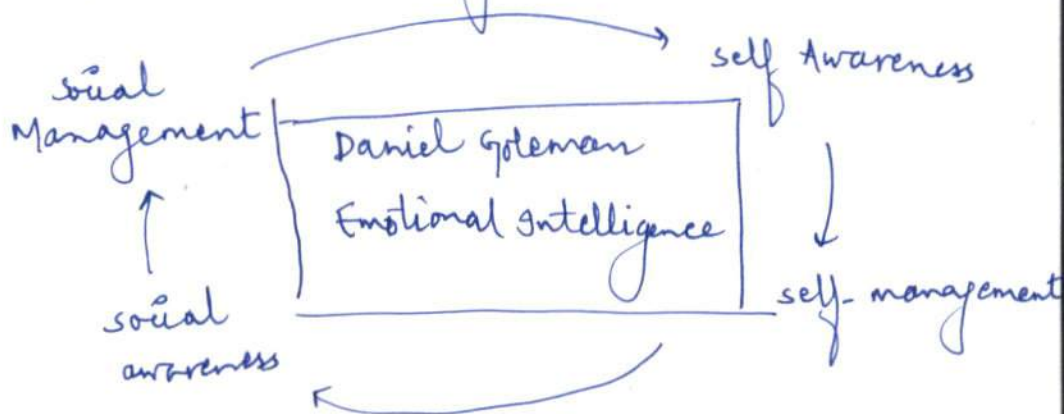 self Awareness
social
Management
Daniel Goleman
Emotional Intelligence
self-management
social
awareness